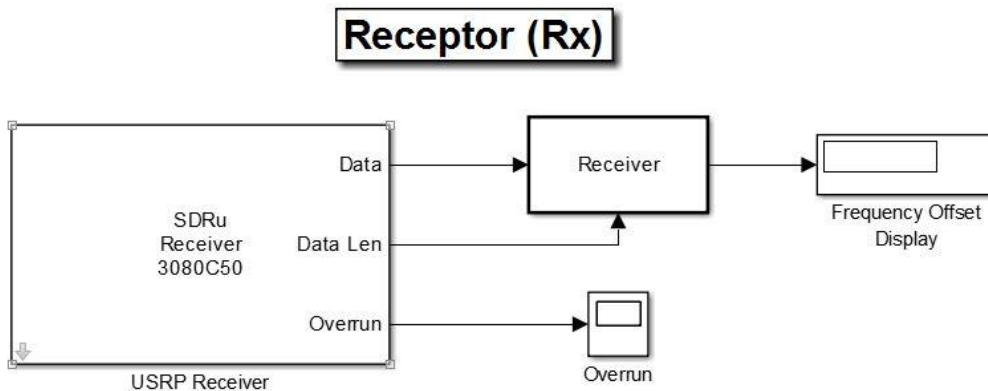 Receptor (Rx)
Data
Receiver
SDRu
Receiver
3080C50
Data Len
Frequency Offset
Display
Overrun
USRP Receiver
Overrun